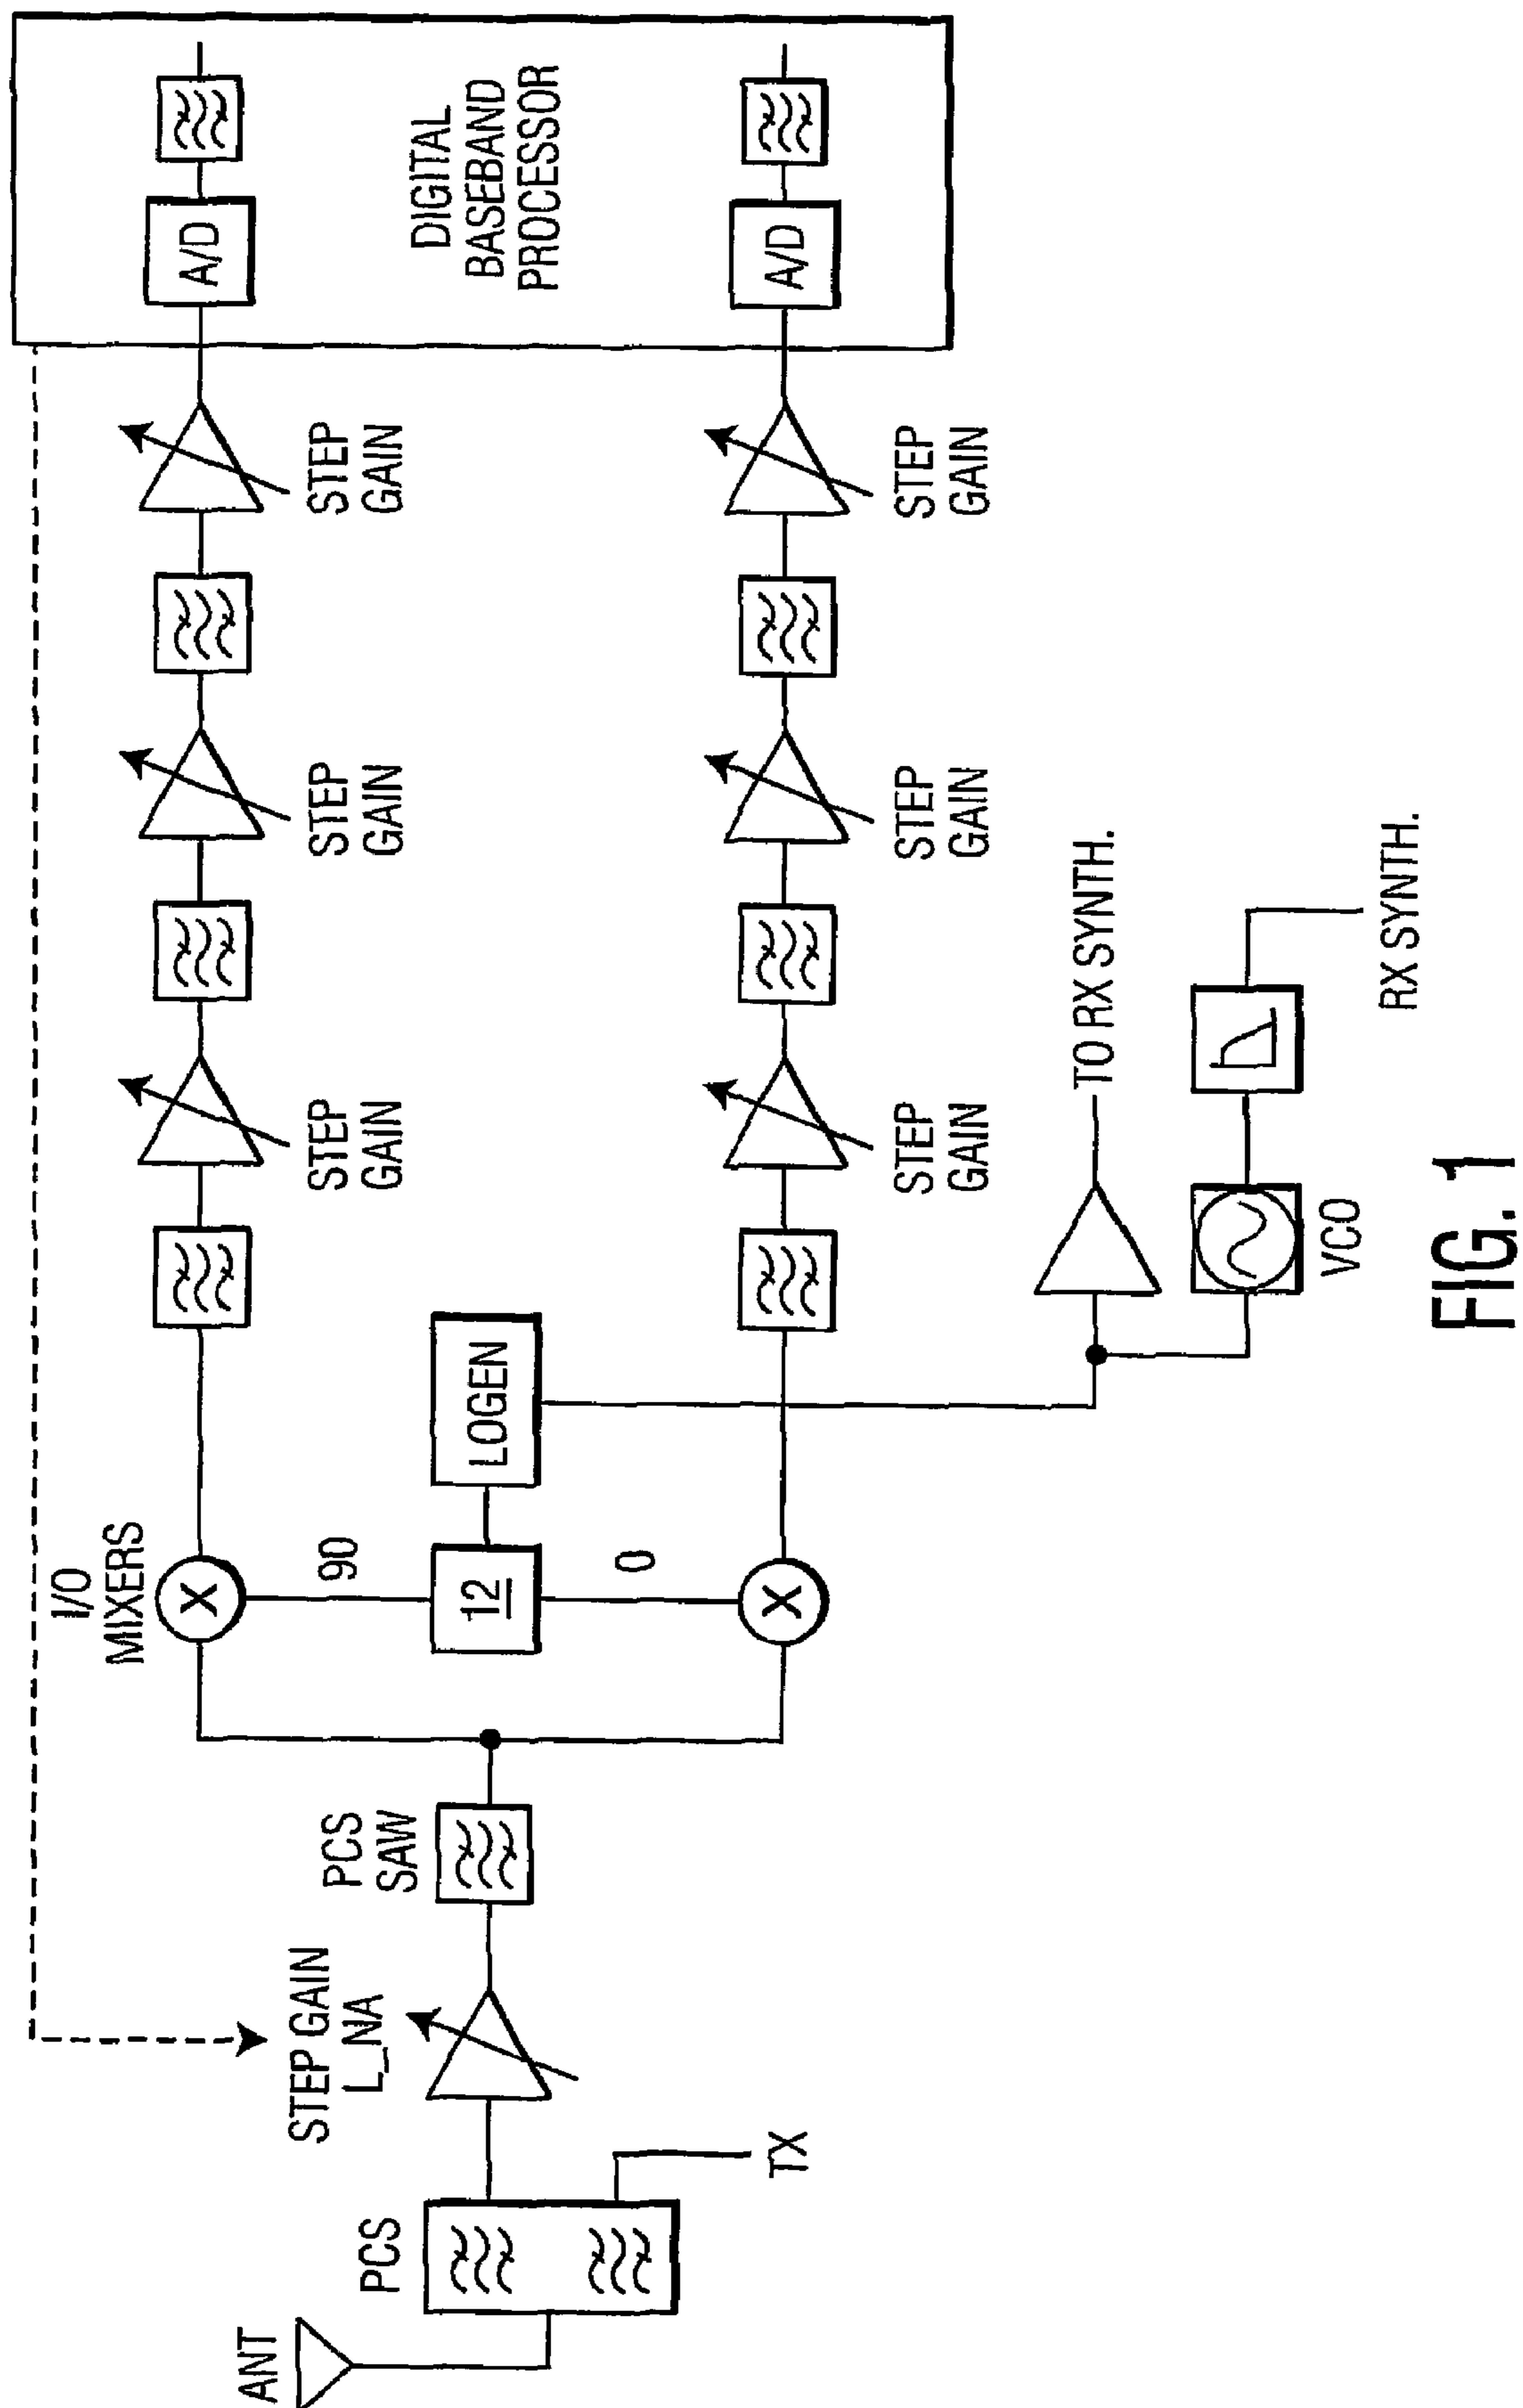 ANT
PCS
TX
STEP GAIN
L_NA
PCS
SAW
I/O
MIXERS
X
90
12
0
X
LOGEN
STEP
GAIN
STEP
GAIN
STEP
GAIN
STEP
GAIN
STEP
GAIN
STEP
GAIN
A/D
DIGITAL
BASEBAND
PROCESSOR
A/D
TO RX SYNTH.
VCO
RX SYNTH.
FIG. 1